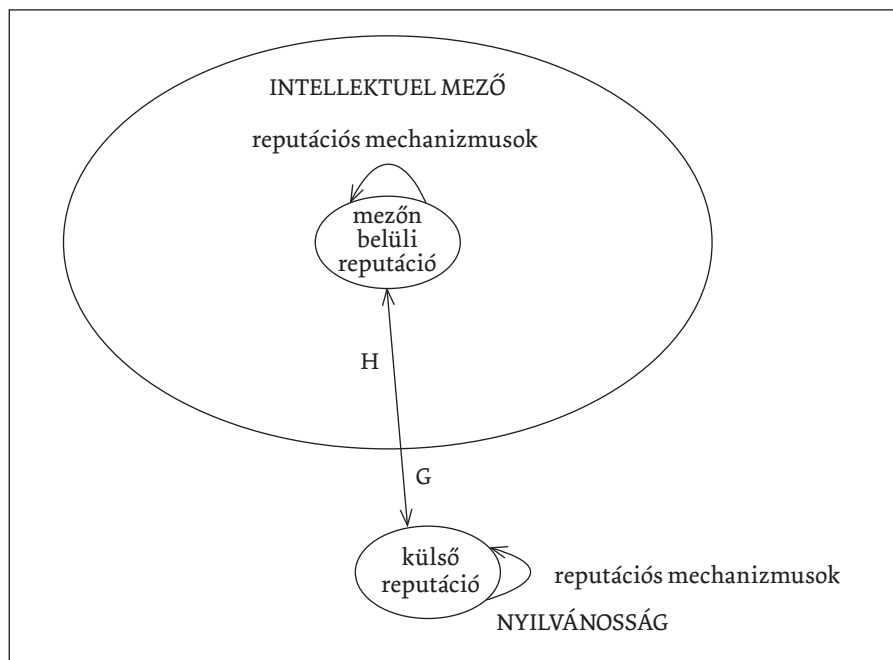 INTELLEKTUEL MEZŐ
reputációs mechanizmusok
mezőn
belüli
reputáció
H
G
külső
reputáció
reputációs mechanizmusok
NYILVÁNOSSÁG